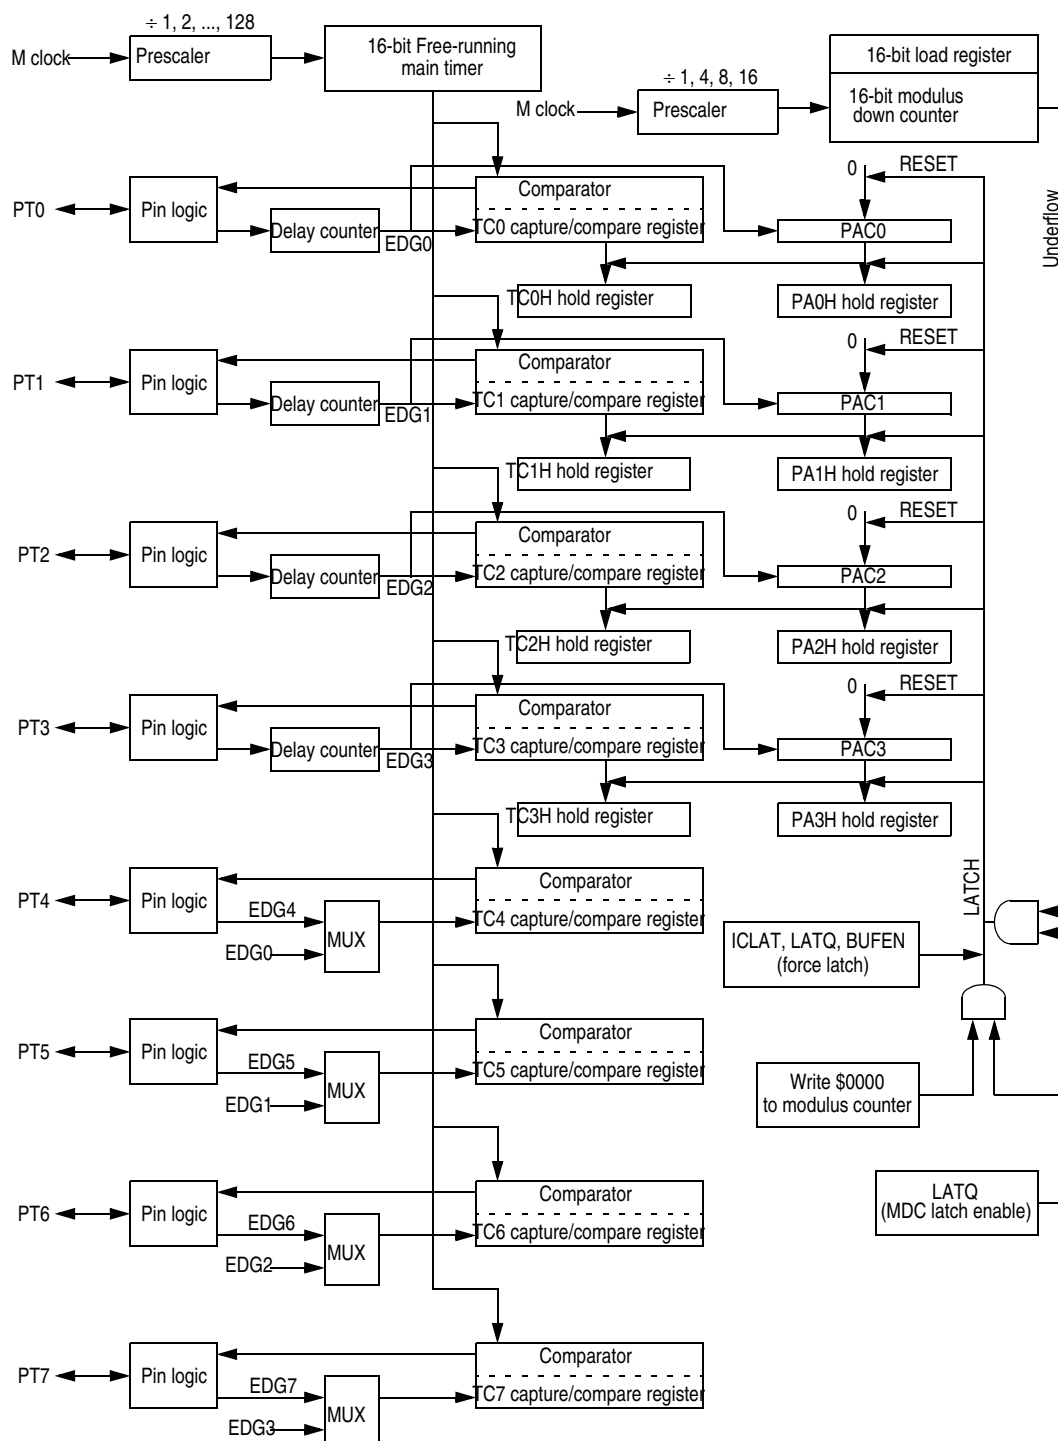 ÷ 1, 2, ..., 128
M clock
Prescaler
16-bit Free-running
main timer
÷ 1, 4, 8, 16
M clock
Prescaler
16-bit load register
16-bit modulus
down counter
Underflow
PT0
Pin logic
Delay counter
EDG0
Comparator
TC0 capture/compare register
TC0H hold register
0
RESET
PAC0
PA0H hold register
PT1
Pin logic
Delay counter
EDG1
Comparator
TC1 capture/compare register
TC1H hold register
0
RESET
PAC1
PA1H hold register
PT2
Pin logic
Delay counter
EDG2
Comparator
TC2 capture/compare register
TC2H hold register
0
RESET
PAC2
PA2H hold register
PT3
Pin logic
Delay counter
EDG3
Comparator
TC3 capture/compare register
TC3H hold register
0
RESET
PAC3
PA3H hold register
LATCH
PT4
Pin logic
EDG4
EDG0
MUX
Comparator
TC4 capture/compare register
ICLAT, LATQ, BUFEN
(force latch)
PT5
Pin logic
EDG5
EDG1
MUX
Comparator
TC5 capture/compare register
Write $0000
to modulus counter
PT6
Pin logic
EDG6
EDG2
MUX
Comparator
TC6 capture/compare register
LATQ
(MDC latch enable)
PT7
Pin logic
EDG7
EDG3
MUX
Comparator
TC7 capture/compare register